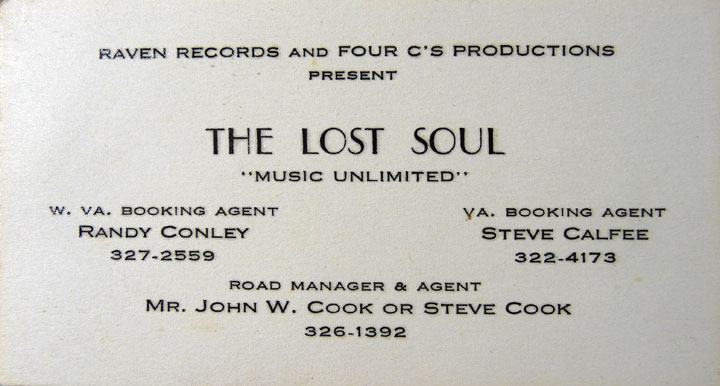 RAVEN RECORDS AND FOUR C'S PRODUCTIONS
PRESENT
THE LOST SOUL
"MUSIC UNLIMITED"
W. VA. BOOKING AGENT
RANDY CONLEY
327-2559
VA. BOOKING AGENT
STEVE CALFEE
322-4173
ROAD MANAGER & AGENT
MR. JOHN W. COOK OR STEVE COOK
326-1392